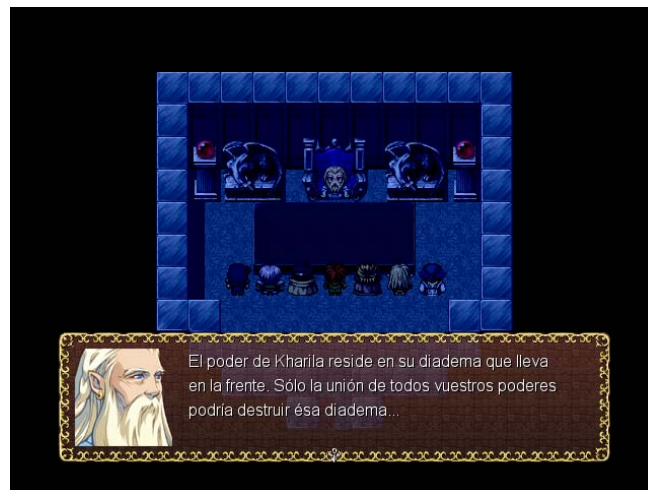 El poder de Kharila reside en su diadema que lleva
en la frente. Sólo la unión de todos vuestros poderes
podría destruir ésa diadema...